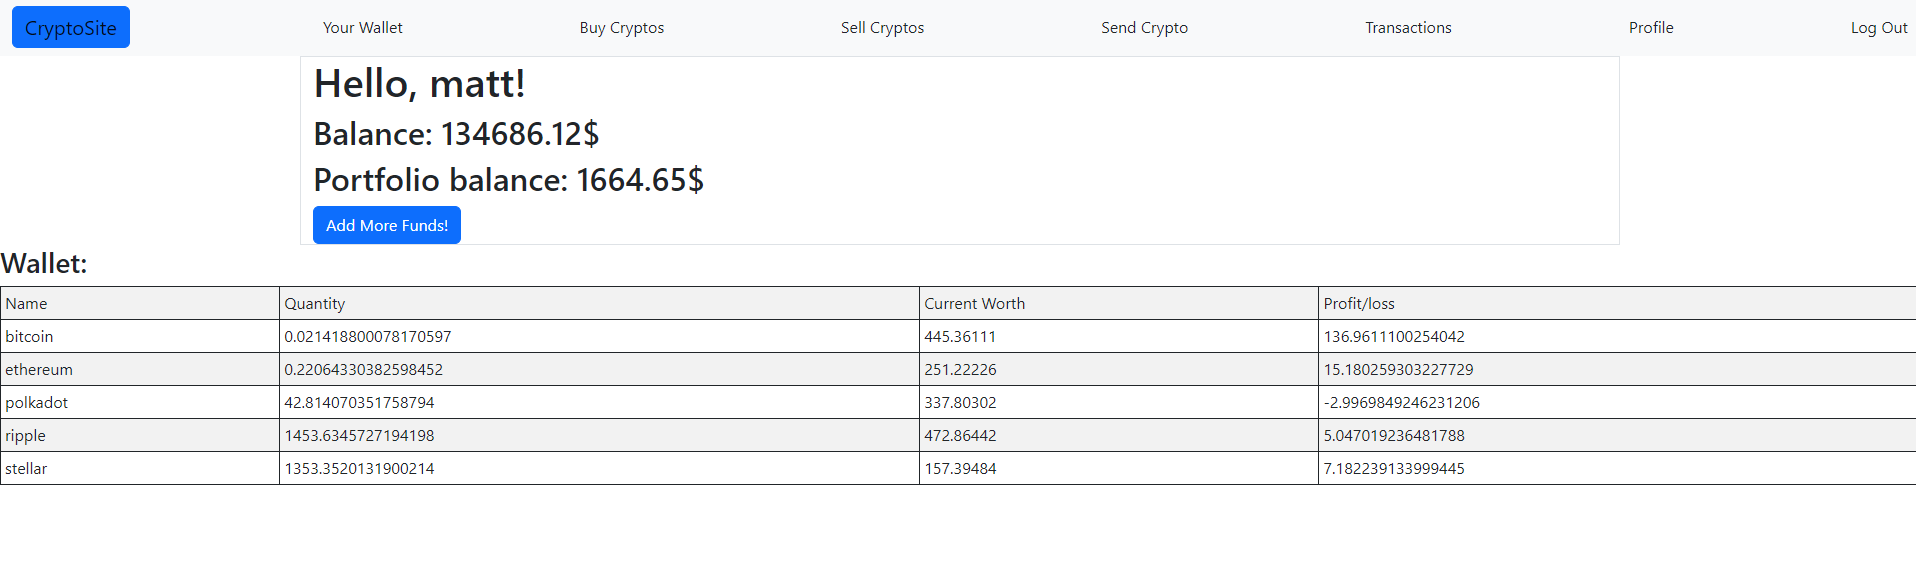 CryptoSite Your Wallet Buy Cryptos Sell Cryptos Send Crypto Transactions Profile Log Out
Hello, matt!
Balance: 134686.12$
Portfolio balance: 1664.65$
Add More Funds!
Wallet:
Name Quantity Current Worth Profit/loss
bitcoin 0.021418800078170597 445.36111 136.9611100254042
ethereum 0.22064330382598452 251.22226 15.180259303227729
polkadot 42.814070351758794 337.80302 -2.9969849246231206
ripple 1453.6345727194198 472.86442 5.047019236481788
stellar 1353.3520131900214 157.39484 7.182239133999445